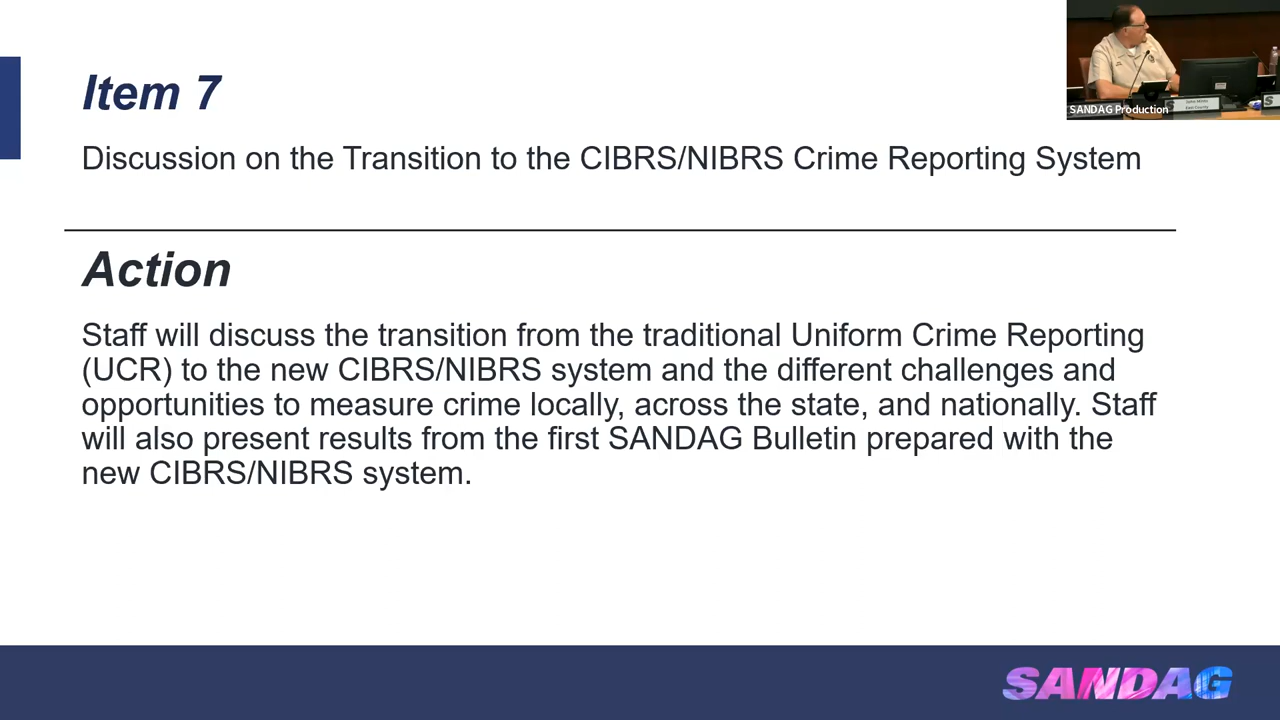 Item 7
SANDAG Production
Discussion on the Transition to the CIBRS/NIBRS Crime Reporting System
Action
Staff will discuss the transition from the traditional Uniform Crime Reporting
(UCR) to the new CIBRS/NIBRS system and the different challenges and
opportunities to measure crime locally, across the state, and nationally. Staff
will also present results from the first SANDAG Bulletin prepared with the
new CIBRS/NIBRS system.
SANDAG